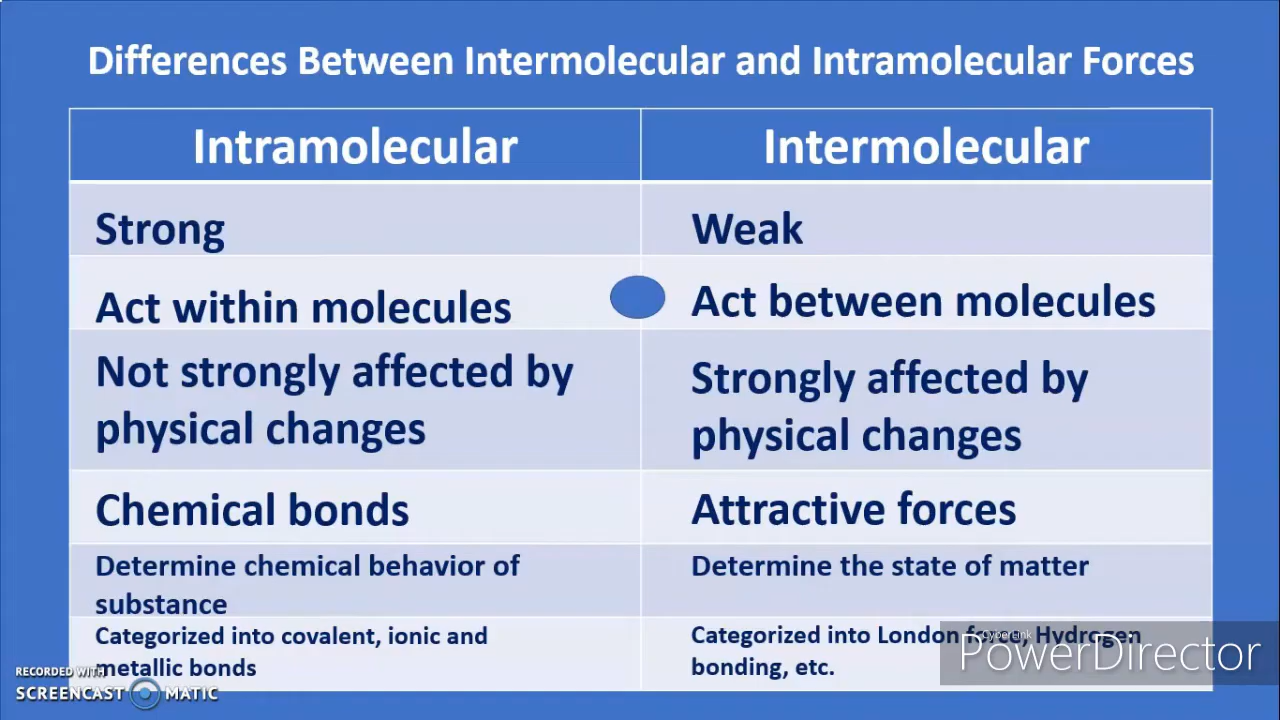 Differences Between Intermolecular and Intramolecular Forces
Intramolecular
Intermolecular
Strong
Weak
Act within molecules
Act between molecules
Not strongly affected by
physical changes
Strongly affected by
physical changes
Chemical bonds
Attractive forces
Determine chemical behavior of
substance
Determine the state of matter
Categorized into covalent, ionic and
metallic bonds
Categorized into London force, Hydrogen
bonding, etc.
RECORDED WITH
SCREENCAST MATIC
CyberLink
PowerDirector